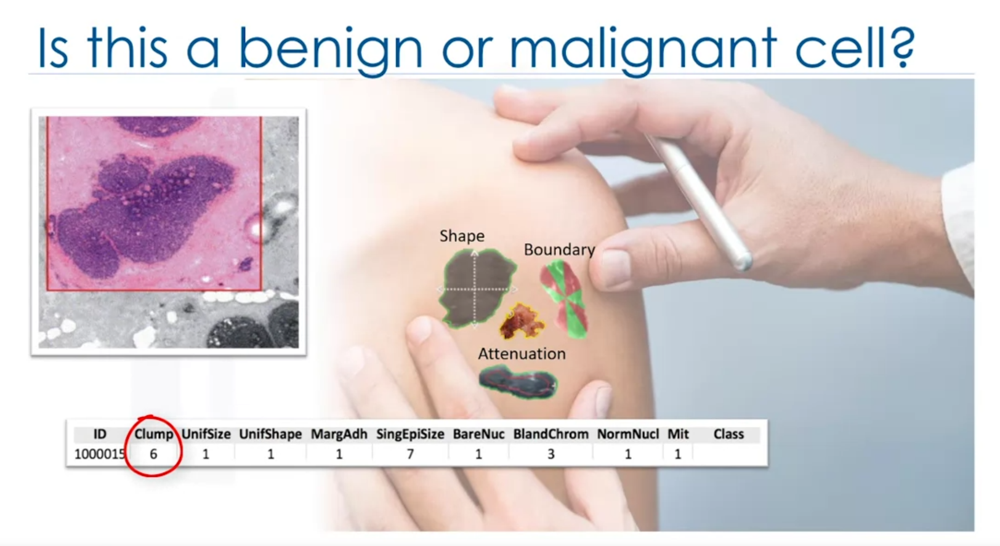 Is this a benign or malignant cell?
Shape
Boundary
Attenuation
ID Clump UnifSize UnifShape MargAdh SingEpiSize BareNuc BlandChrom NormNucl Mit Class
1000015 6 1 1 1 7 1 3 1 1